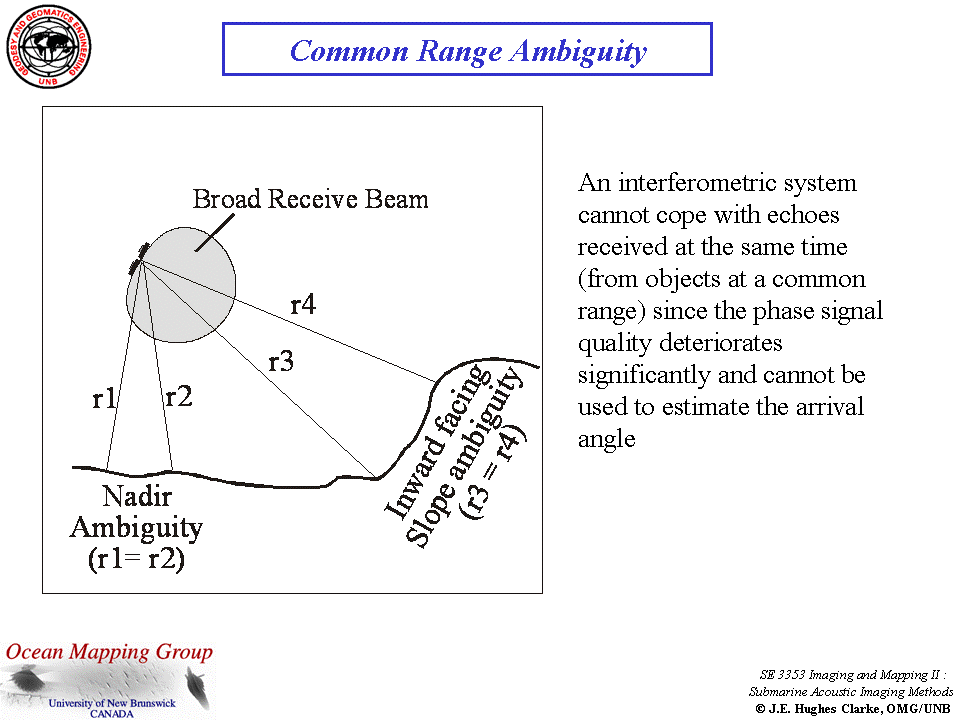 GEODESY AND GEOMATICS ENGINEERING
UNB
Common Range Ambiguity
Broad Receive Beam
r4
r3
r1
r2
Nadir
Ambiguity
(r1= r2)
Inward facing
Slope ambiguity
(r3 = r4)
An interferometric system
cannot cope with echoes
received at the same time
(from objects at a common
range) since the phase signal
quality deteriorates
significantly and cannot be
used to estimate the arrival
angle
Ocean Mapping Group
University of New Brunswick
CANADA
SE 3353 Imaging and Mapping II :
Submarine Acoustic Imaging Methods
© J.E. Hughes Clarke, OMG/UNB